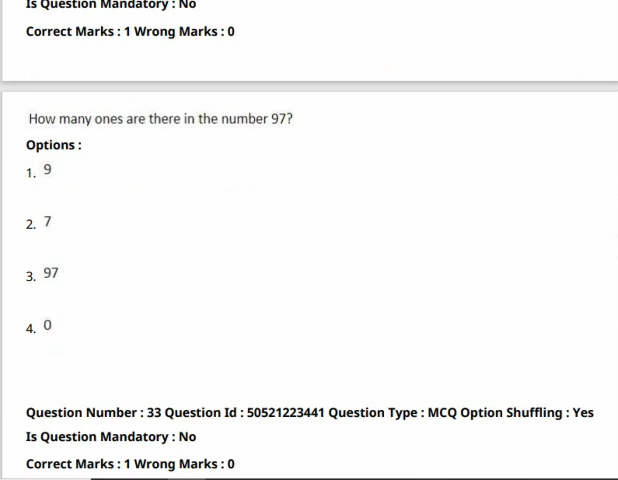 Is Question Mandatory : No
Correct Marks : 1 Wrong Marks : 0
How many ones are there in the number 97?
Options :
1. 9
2. 7
3. 97
4. 0
Question Number : 33 Question Id : 50521223441 Question Type : MCQ Option Shuffling : Yes
Is Question Mandatory : No
Correct Marks : 1 Wrong Marks : 0